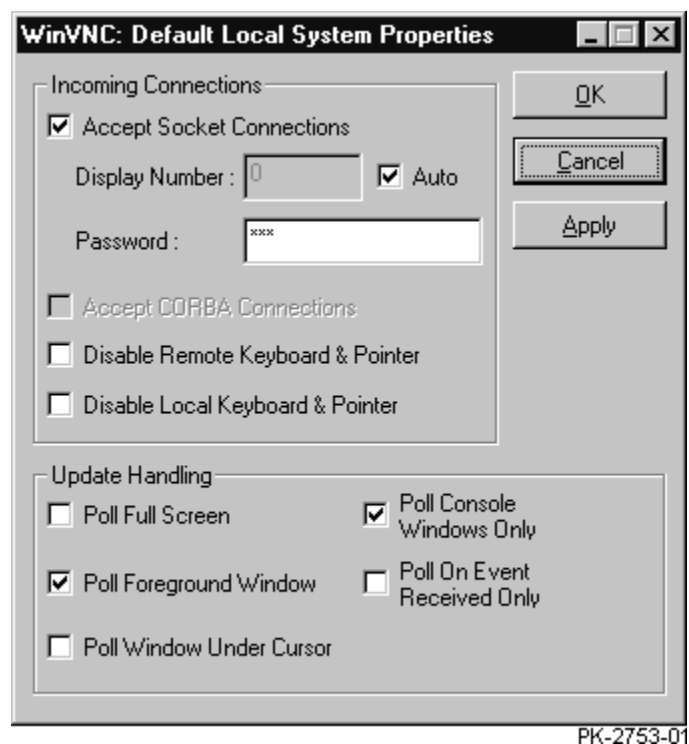 WinVNC: Default Local System Properties
Incoming Connections
Accept Socket Connections
Display Number : 0 Auto
Password : ***
Accept CORBA Connections
Disable Remote Keyboard & Pointer
Disable Local Keyboard & Pointer
OK
Cancel
Apply
Update Handling
Poll Full Screen
Poll Console
Windows Only
Poll Foreground Window
Poll On Event
Received Only
Poll Window Under Cursor
PK-2753-01